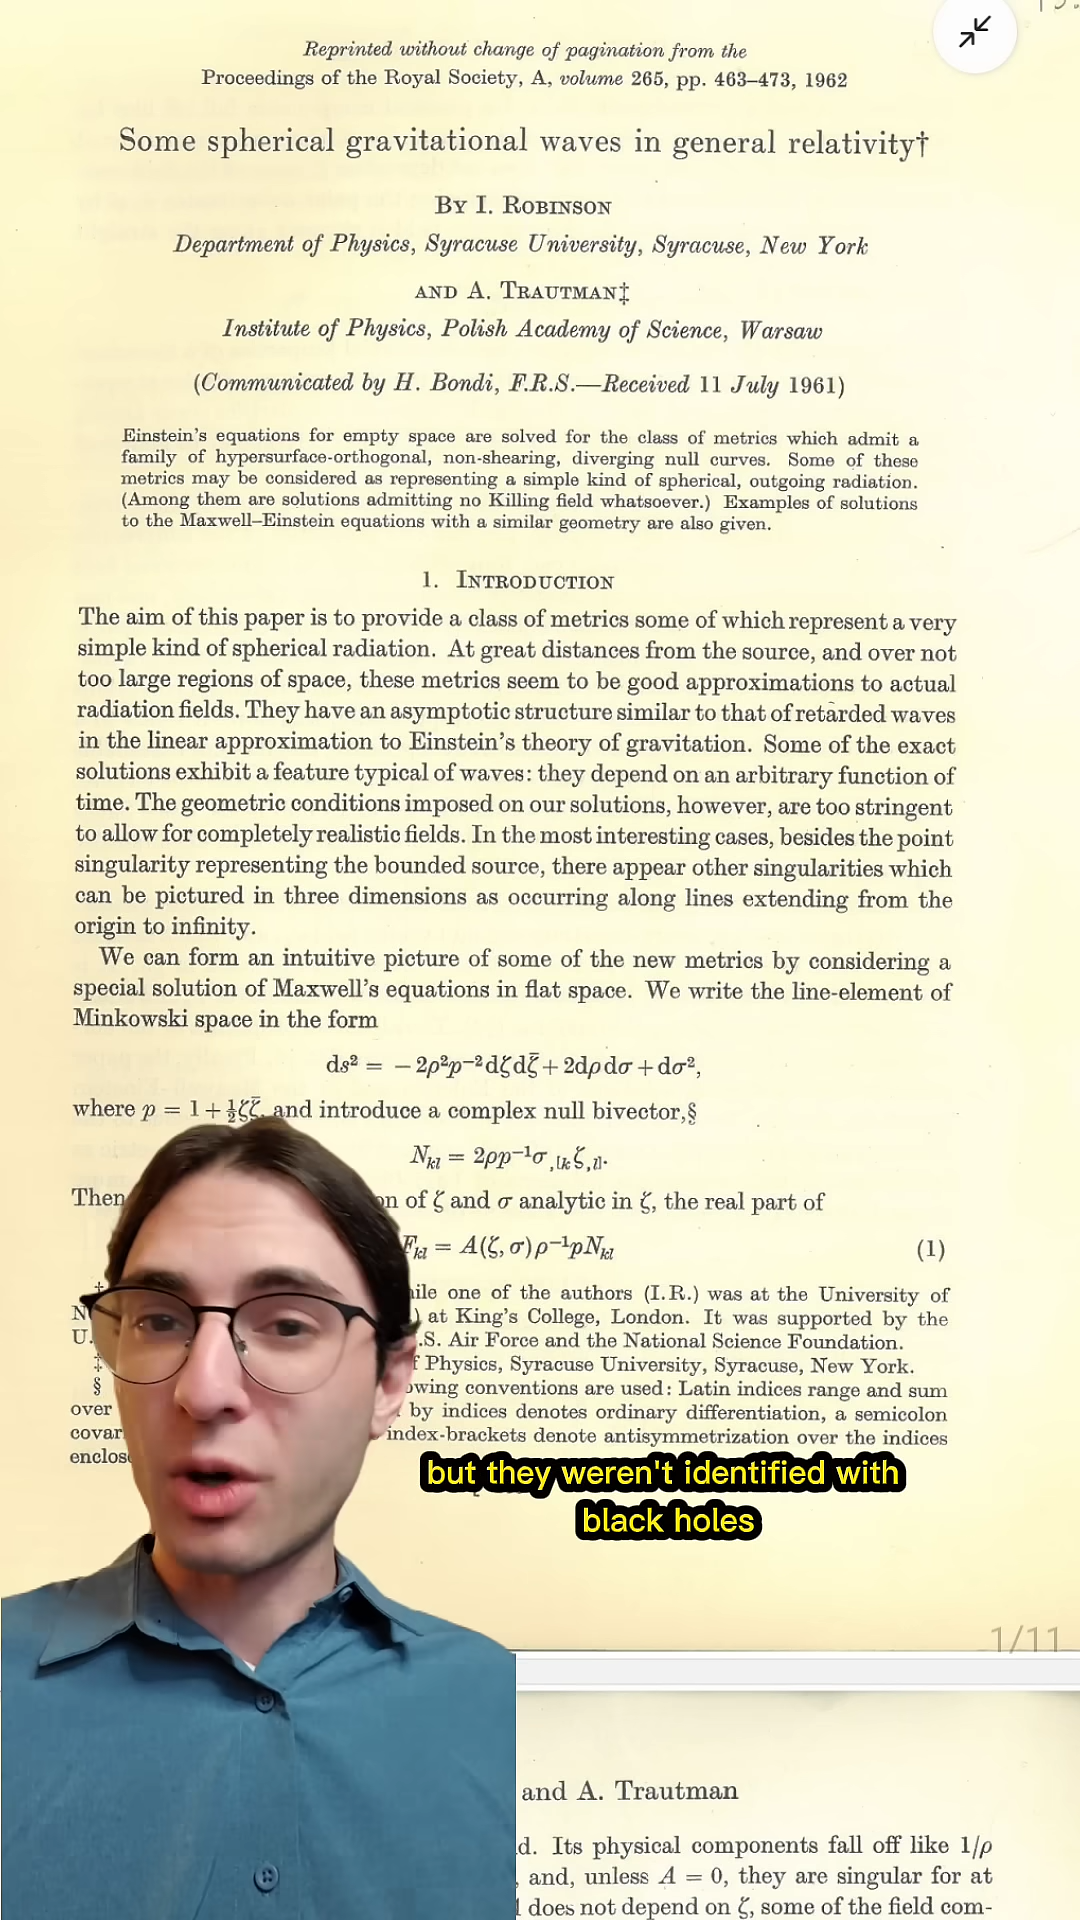 Reprinted without change of pagination from the
Proceedings of the Royal Society, A, volume 265, pp. 463–473, 1962
Some spherical gravitational waves in general relativity†
By I. Robinson
Department of Physics, Syracuse University, Syracuse, New York
and A. Trautman‡
Institute of Physics, Polish Academy of Science, Warsaw
(Communicated by H. Bondi, F.R.S.—Received 11 July 1961)
Einstein's equations for empty space are solved for the class of metrics which admit a
family of hypersurface-orthogonal, non-shearing, diverging null curves. Some of these
metrics may be considered as representing a simple kind of spherical, outgoing radiation.
(Among them are solutions admitting no Killing field whatsoever.) Examples of solutions
to the Maxwell–Einstein equations with a similar geometry are also given.
1. Introduction
The aim of this paper is to provide a class of metrics some of which represent a very
simple kind of spherical radiation. At great distances from the source, and over not
too large regions of space, these metrics seem to be good approximations to actual
radiation fields. They have an asymptotic structure similar to that of retarded waves
in the linear approximation to Einstein's theory of gravitation. Some of the exact
solutions exhibit a feature typical of waves: they depend on an arbitrary function of
time. The geometric conditions imposed on our solutions, however, are too stringent
to allow for completely realistic fields. In the most interesting cases, besides the point
singularity representing the bounded source, there appear other singularities which
can be pictured in three dimensions as occurring along lines extending from the
origin to infinity.
We can form an intuitive picture of some of the new metrics by considering a
special solution of Maxwell's equations in flat space. We write the line-element of
Minkowski space in the form
ds² = − 2ρ²p⁻²dζdζ̄ + 2dρdσ + dσ²,
where p = 1 + ½ζζ̄, and introduce a complex null bivector,§
Nₖₗ = 2ρp⁻¹σ,[ₖζ,ₗ].
Then on of ζ and σ analytic in ζ, the real part of
Fₖₗ = A(ζ, σ)ρ⁻¹pNₖₗ (1)
ile one of the authors (I.R.) was at the University of
N ) at King's College, London. It was supported by the
U. .S. Air Force and the National Science Foundation.
‡ f Physics, Syracuse University, Syracuse, New York.
§ owing conventions are used: Latin indices range and sum
over by indices denotes ordinary differentiation, a semicolon
covar index-brackets denote antisymmetrization over the indices
enclos
but they weren't identified with
black holes
1/11
and A. Trautman
d. Its physical components fall off like 1/ρ
, and, unless A = 0, they are singular for at
does not depend on ζ, some of the field com-